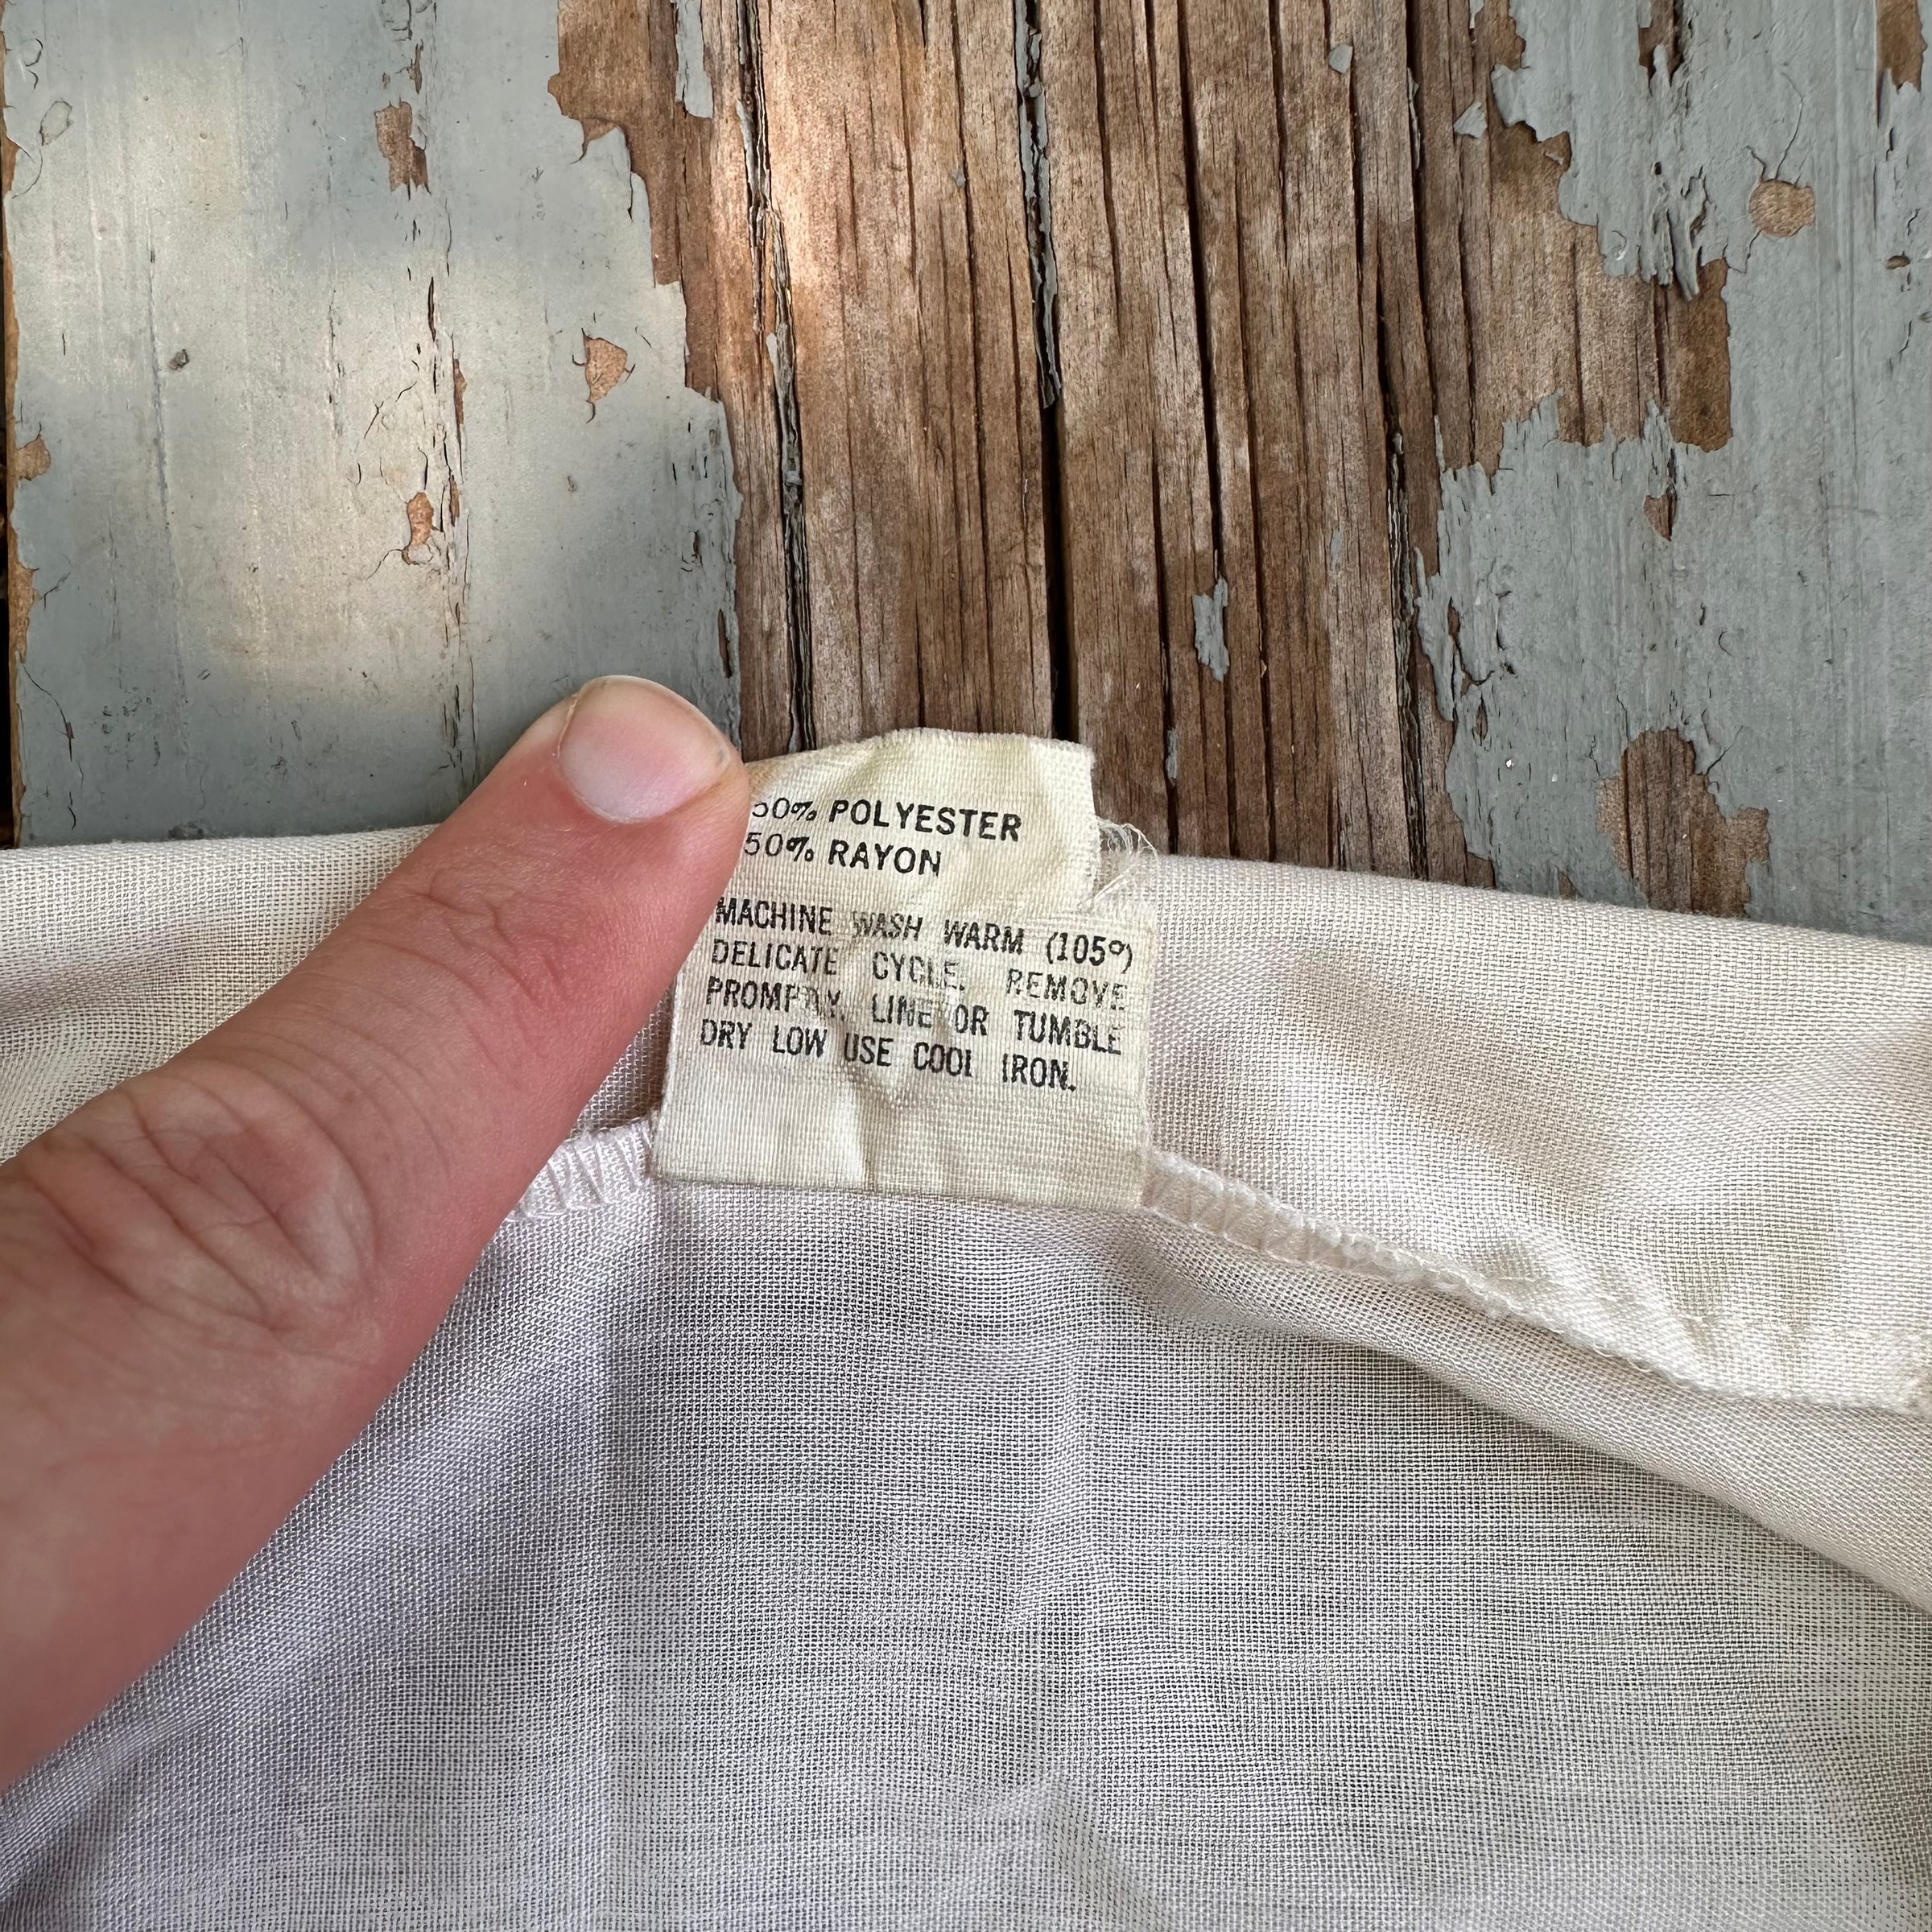 50% POLYESTER
50% RAYON
MACHINE WASH WARM (105°)
DELICATE CYCLE. REMOVE
PROMPTLY. LINE OR TUMBLE
DRY LOW USE COOL IRON.